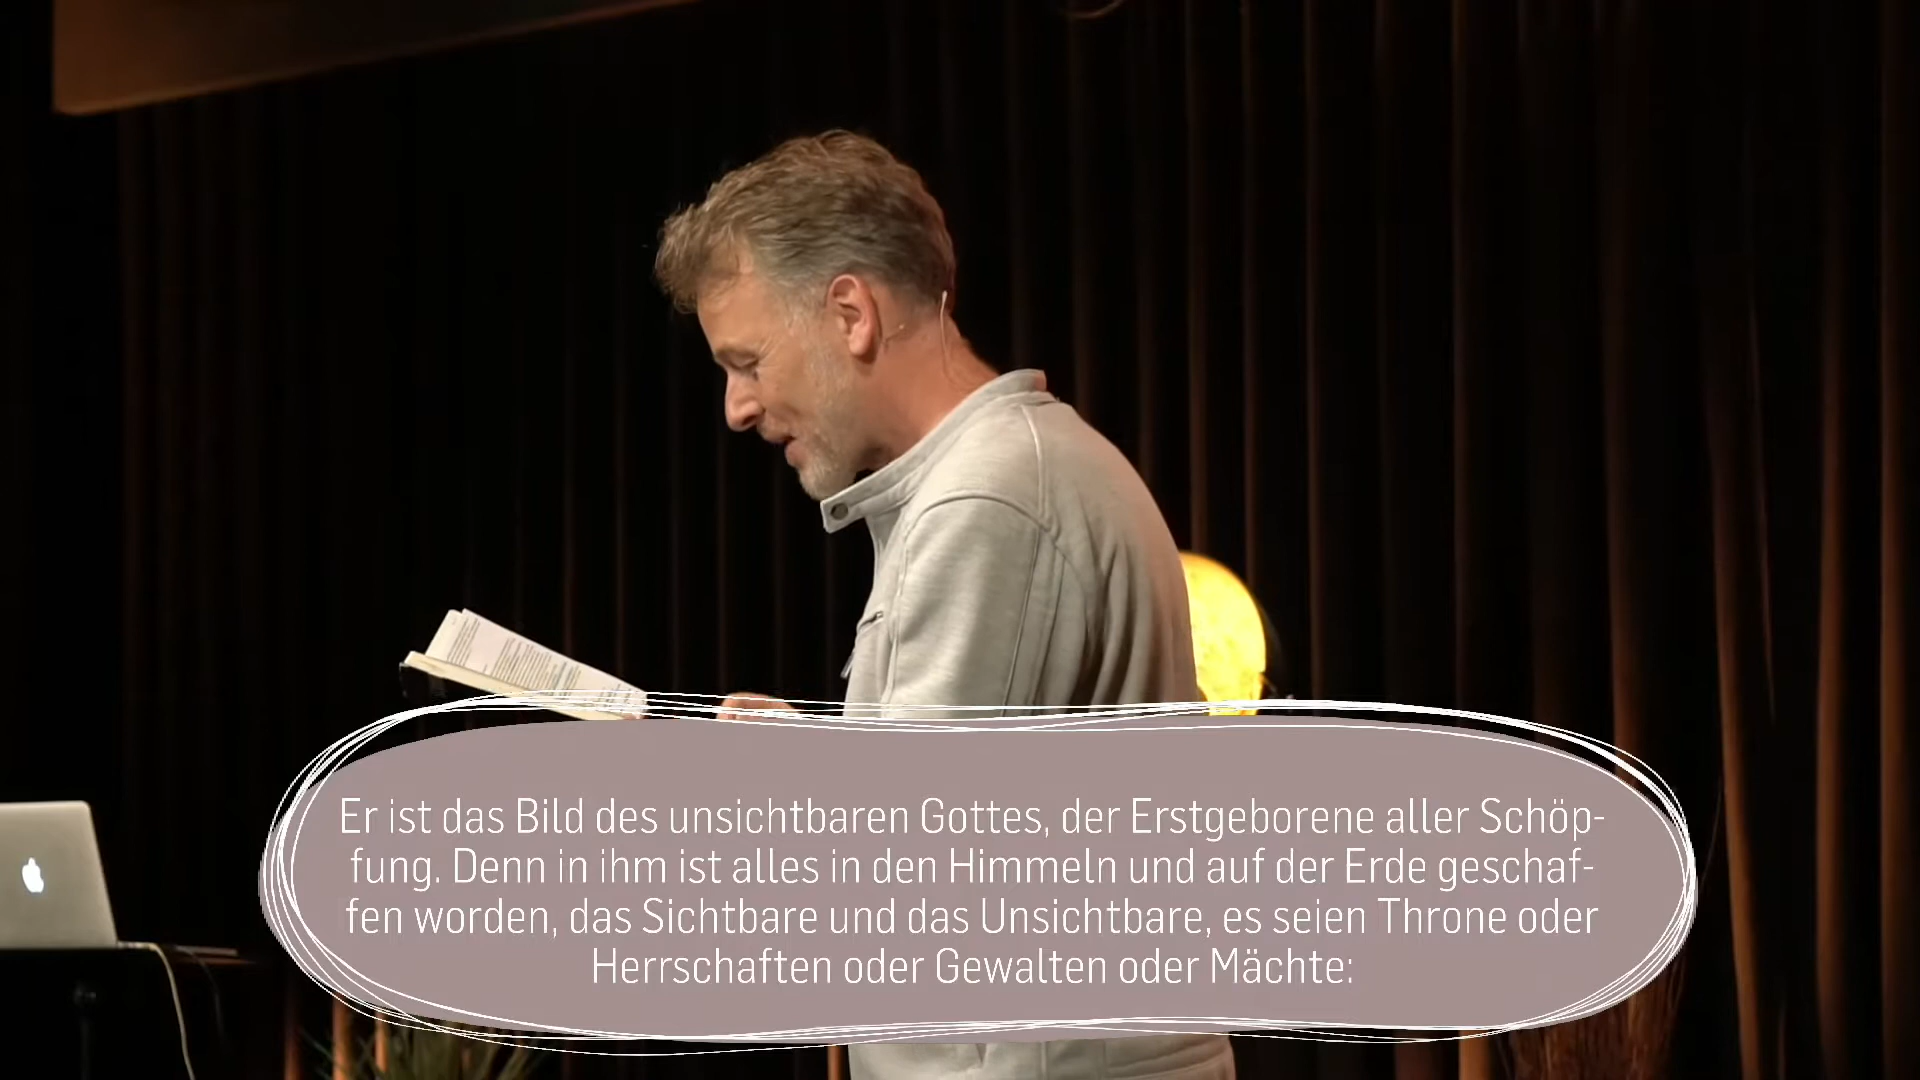 Er ist das Bild des unsichtbaren Gottes, der Erstgeborene aller Schöp-
fung. Denn in ihm ist alles in den Himmeln und auf der Erde geschaf-
fen worden, das Sichtbare und das Unsichtbare, es seien Throne oder
Herrschaften oder Gewalten oder Mächte: